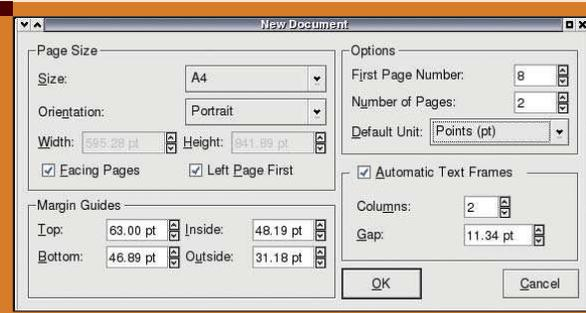 New Document
Page Size
Size: A4
Orientation: Portrait
Width: 595.28 pt Height: 941.89 pt
Facing Pages Left Page First
Margin Guides
Top: 63.00 pt Inside: 48.19 pt
Bottom: 46.89 pt Outside: 31.18 pt
Options
First Page Number: 8
Number of Pages: 2
Default Unit: Points (pt)
Automatic Text Frames
Columns: 2
Gap: 11.34 pt
OK Cancel